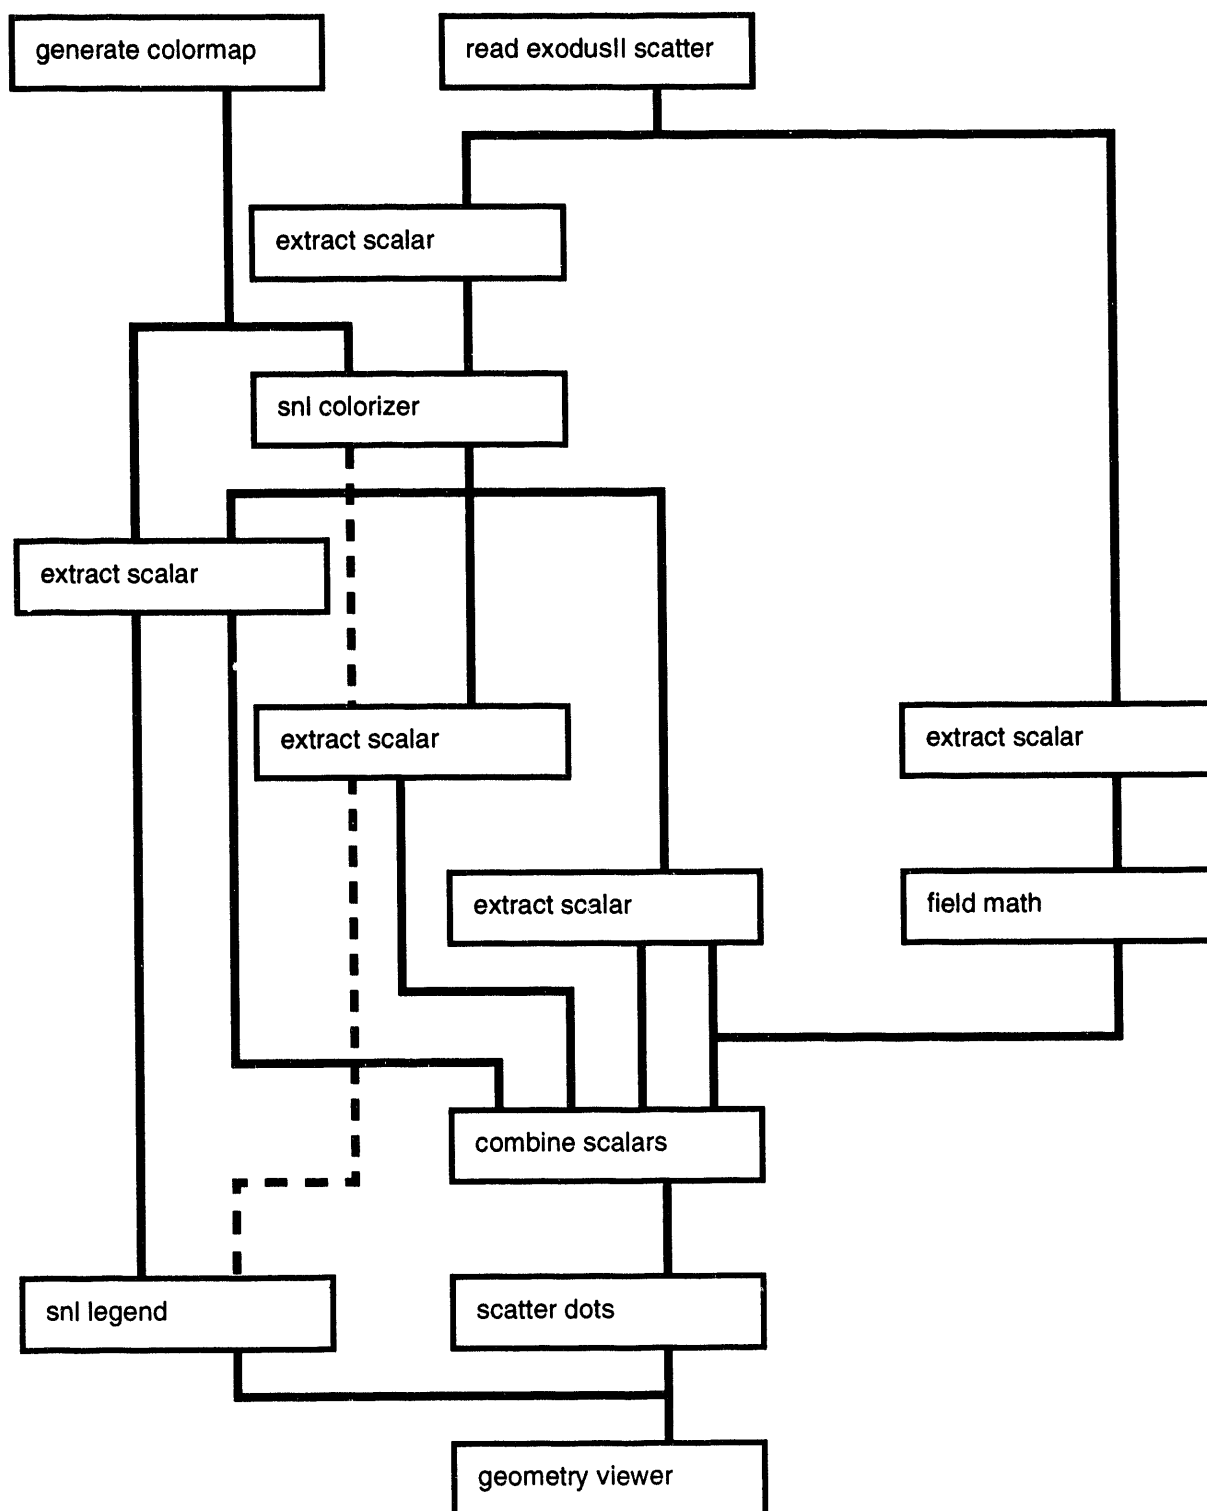 generate colormap
read exodusII scatter
extract scalar
snl colorizer
extract scalar
extract scalar
extract scalar
extract scalar
field math
combine scalars
snl legend
scatter dots
geometry viewer